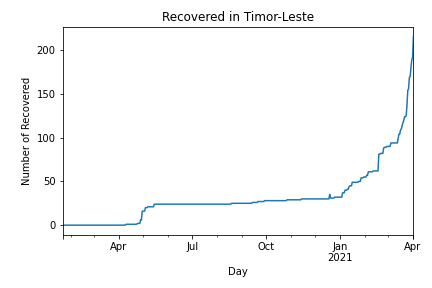 Recovered in Timor-Leste
Number of Recovered
200
150
100
50
0
Apr
Jul
Oct
Jan
2021
Apr
Day